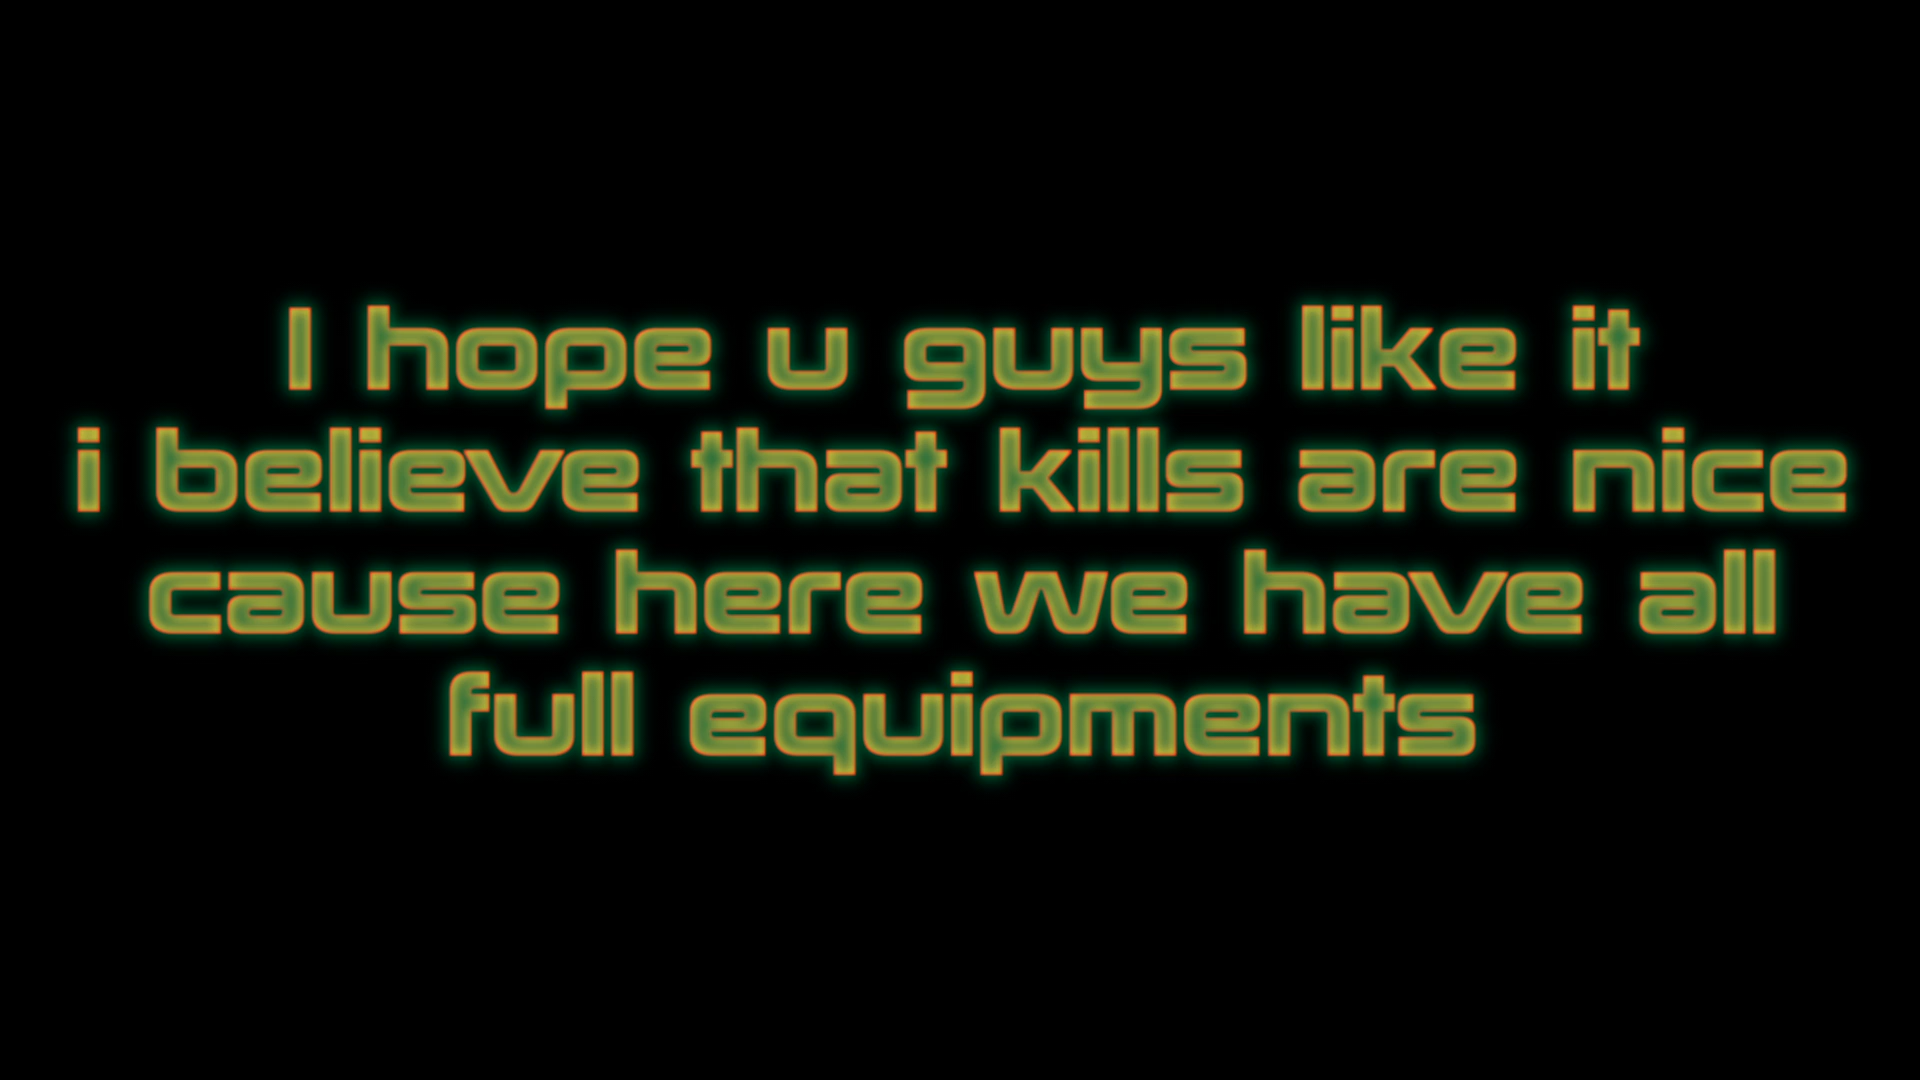 I hope u guys like it
i believe that kills are nice
cause here we have all
full equipments